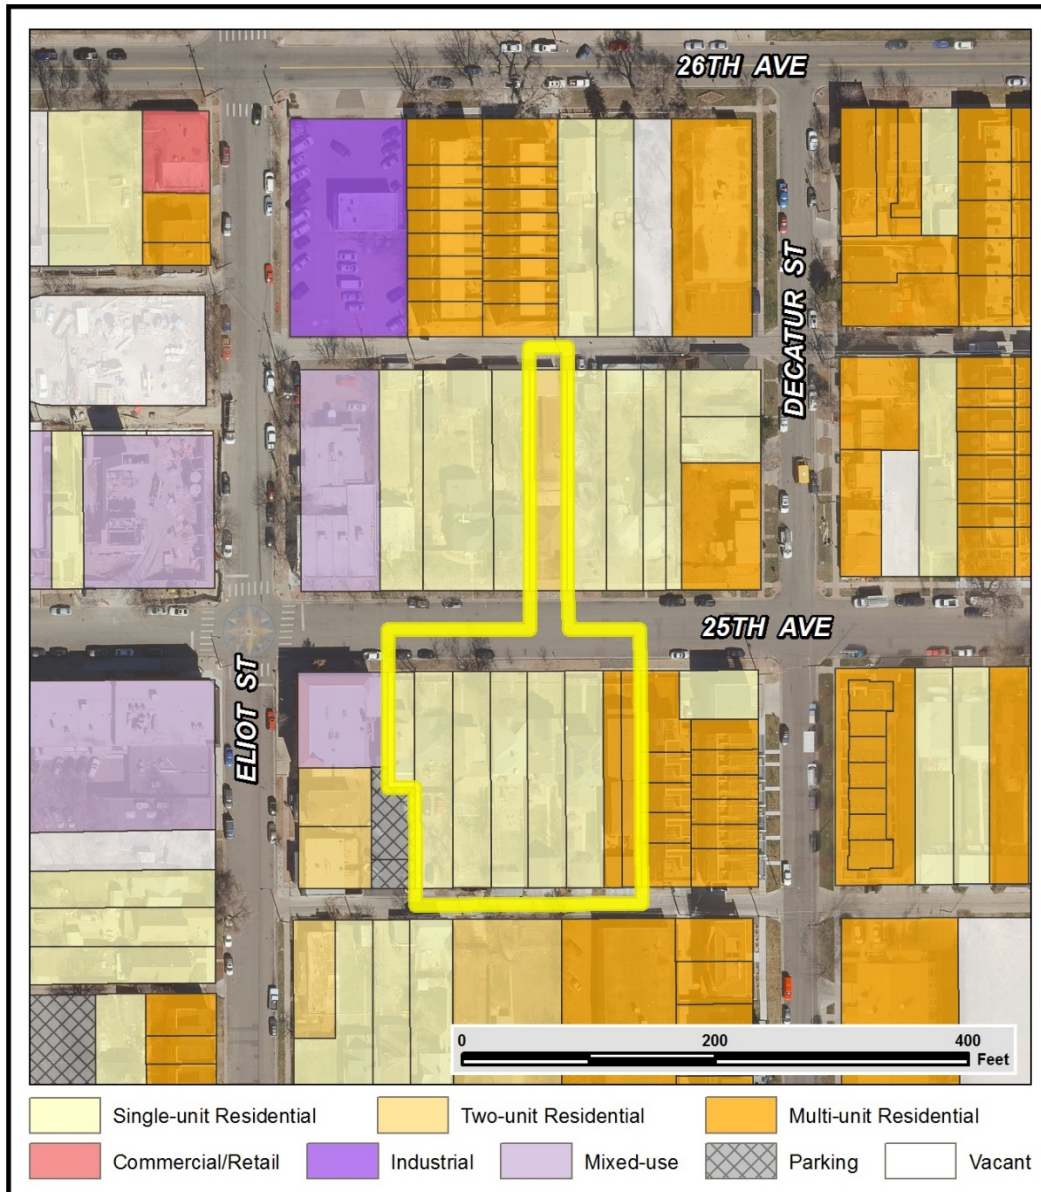 26TH AVE
DECATUR ST
25TH AVE
ELIOT ST
0 200 400
Feet
Single-unit Residential Two-unit Residential Multi-unit Residential
Commercial/Retail Industrial Mixed-use Parking Vacant